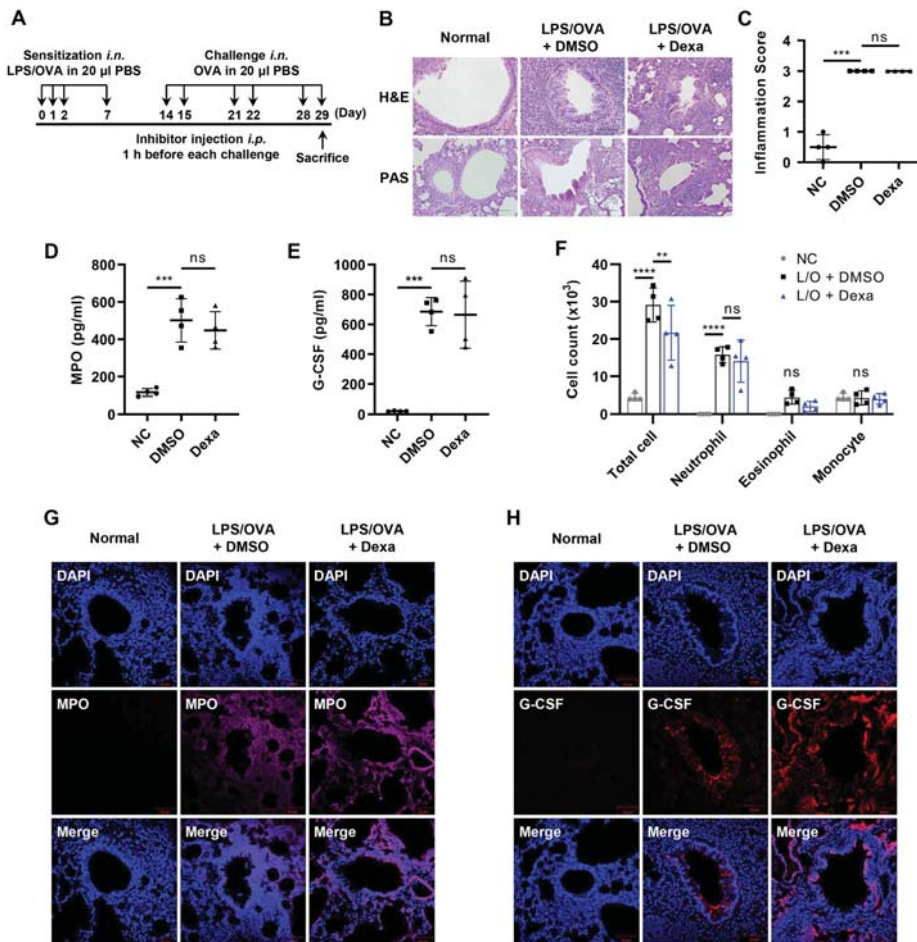 A
Sensitization i.n.
LPS/OVA in 20 µl PBS
Challenge i.n.
OVA in 20 µl PBS
0 1 2 7 14 15 21 22 28 29 (Day)
Inhibitor injection i.p.
1 h before each challenge
Sacrifice
B
Normal
LPS/OVA
+ DMSO
LPS/OVA
+ Dexa
H&E
PAS
C
Inflammation Score
5
4
3
2
1
0
*** ns
NC DMSO Dexa
D
MPO (pg/ml)
800
600
400
200
0
*** ns
NC DMSO Dexa
E
G-CSF (pg/ml)
1000
800
600
400
200
0
*** ns
NC DMSO Dexa
F
Cell count (x10³)
40
30
20
10
0
NC
L/O + DMSO
L/O + Dexa
**** **
**** ns
ns
ns
Total cell Neutrophil Eosinophil Monocyte
G
Normal
LPS/OVA
+ DMSO
LPS/OVA
+ Dexa
DAPI DAPI DAPI
MPO MPO MPO
Merge Merge Merge
H
Normal
LPS/OVA
+ DMSO
LPS/OVA
+ Dexa
DAPI DAPI DAPI
G-CSF G-CSF G-CSF
Merge Merge Merge